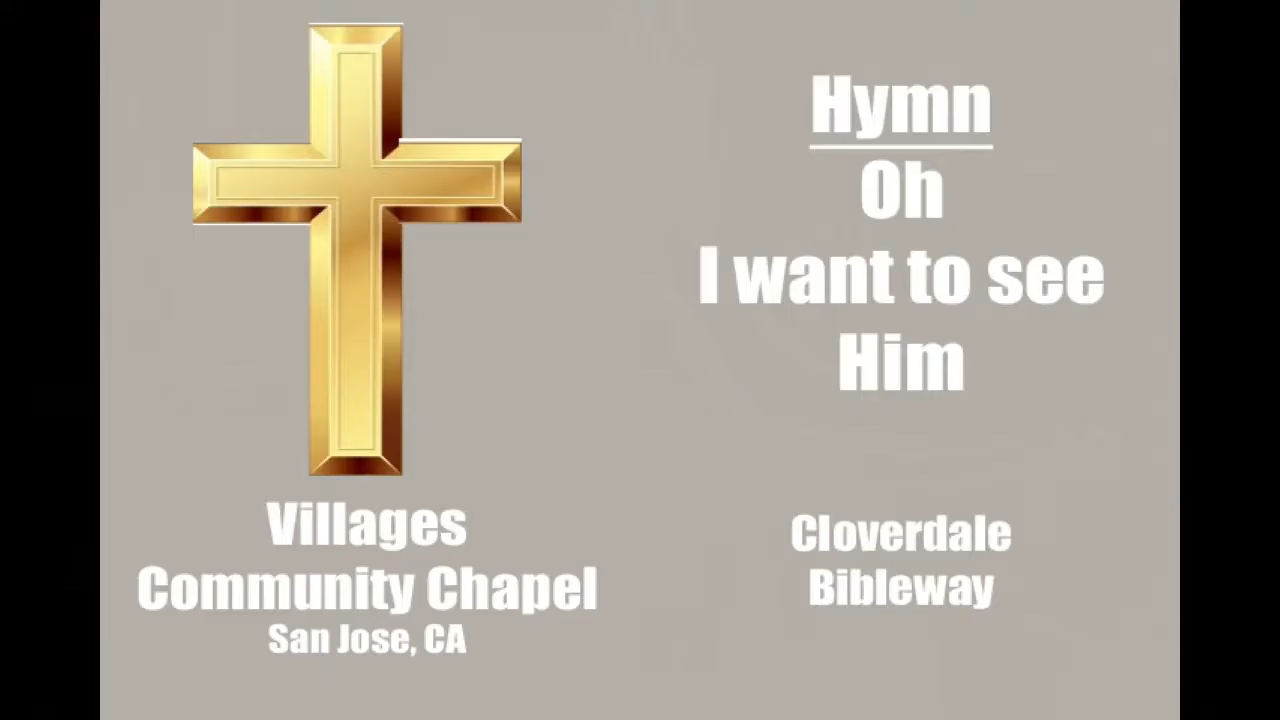 Hymn
Oh
I want to see
Him
Villages
Community Chapel
San Jose, CA
Cloverdale
Bibleway